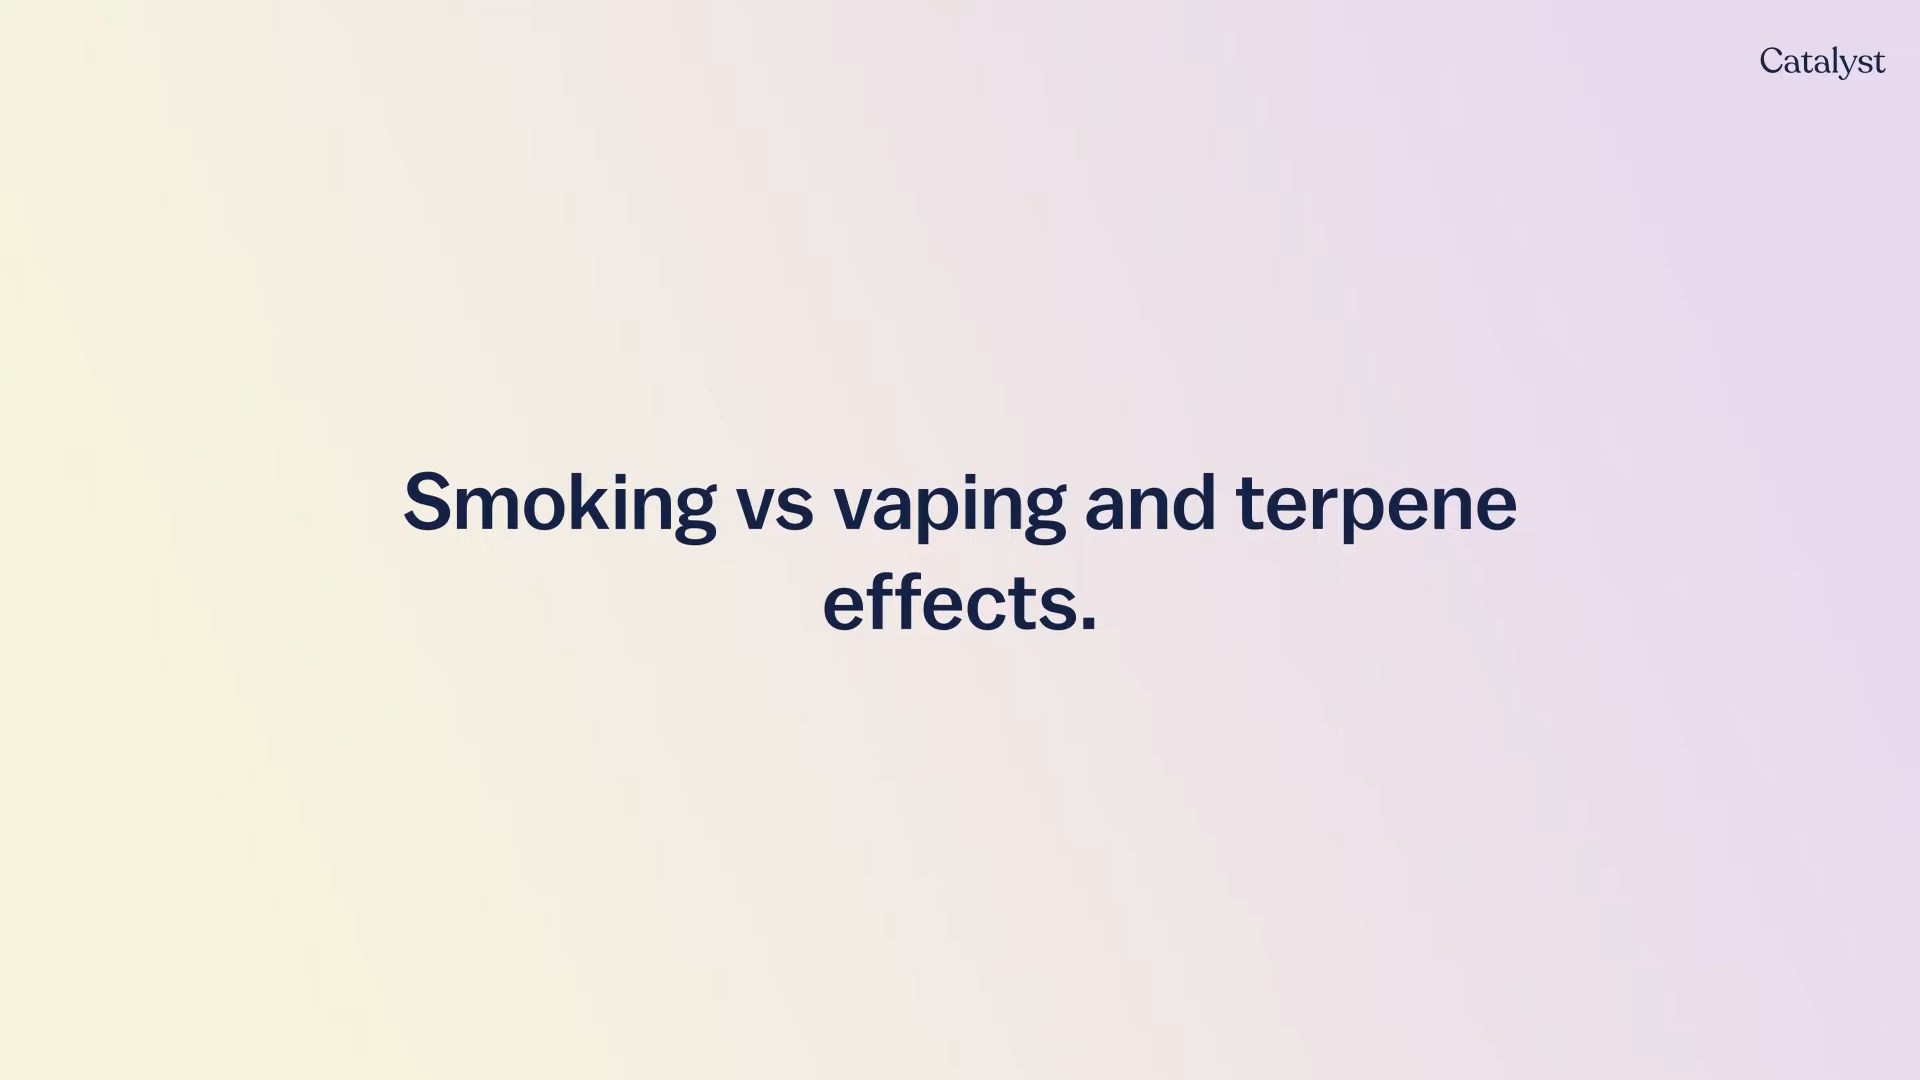 Catalyst
Smoking vs vaping and terpene
effects.